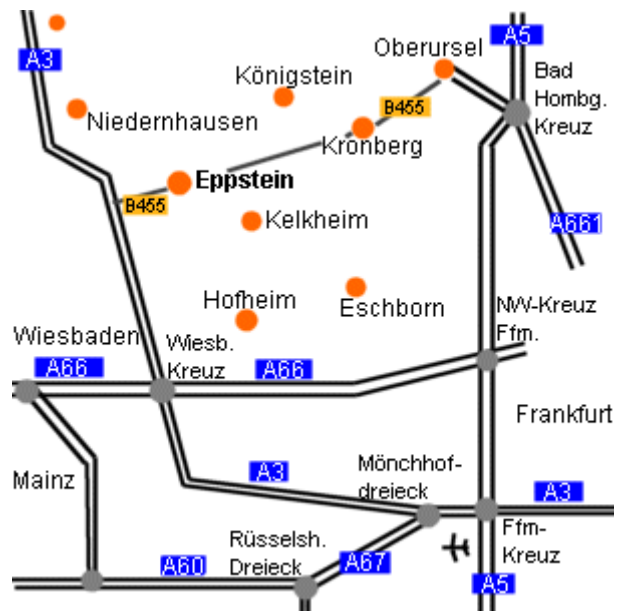 A5
Oberursel
A3
Königstein
Bad
Hombg.
Kreuz
B455
Niedernhausen
Kronberg
Eppstein
B455
Kelkheim
A661
Hofheim
Eschborn
NW-Kreuz
Ffm.
Wiesbaden
Wiesb.
Kreuz
A66
A66
Frankfurt
Mainz
A3
Mönchhof-
dreieck
A3
Ffm-
Kreuz
Rüsselsh.
Dreieck
A60
A67
A5